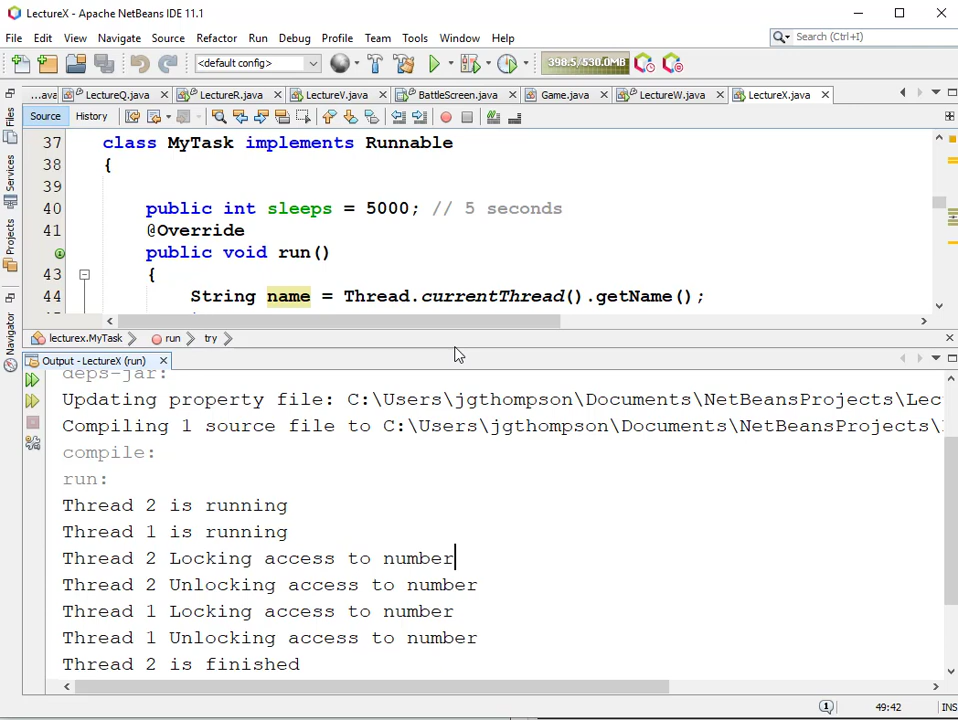 LectureX - Apache NetBeans IDE 11.1
File Edit View Navigate Source Refactor Run Debug Profile Team Tools Window Help
Search (Ctrl+I)
<default config>
398.5/530.0MB
...ava LectureQ.java LectureR.java LectureV.java BattleScreen.java Game.java LectureW.java LectureX.java
Source History
Files
Services
Projects
Navigator
37 class MyTask implements Runnable
38 {
39
40 public int sleeps = 5000; // 5 seconds
41 @Override
public void run()
43 {
44 String name = Thread.currentThread().getName();
lecturex.MyTask run try
Output - LectureX (run)
deps-jar:
Updating property file: C:\Users\jgthompson\Documents\NetBeansProjects\Lec
Compiling 1 source file to C:\Users\jgthompson\Documents\NetBeansProjects\
compile:
run:
Thread 2 is running
Thread 1 is running
Thread 2 Locking access to number
Thread 2 Unlocking access to number
Thread 1 Locking access to number
Thread 1 Unlocking access to number
Thread 2 is finished
49:42 INS